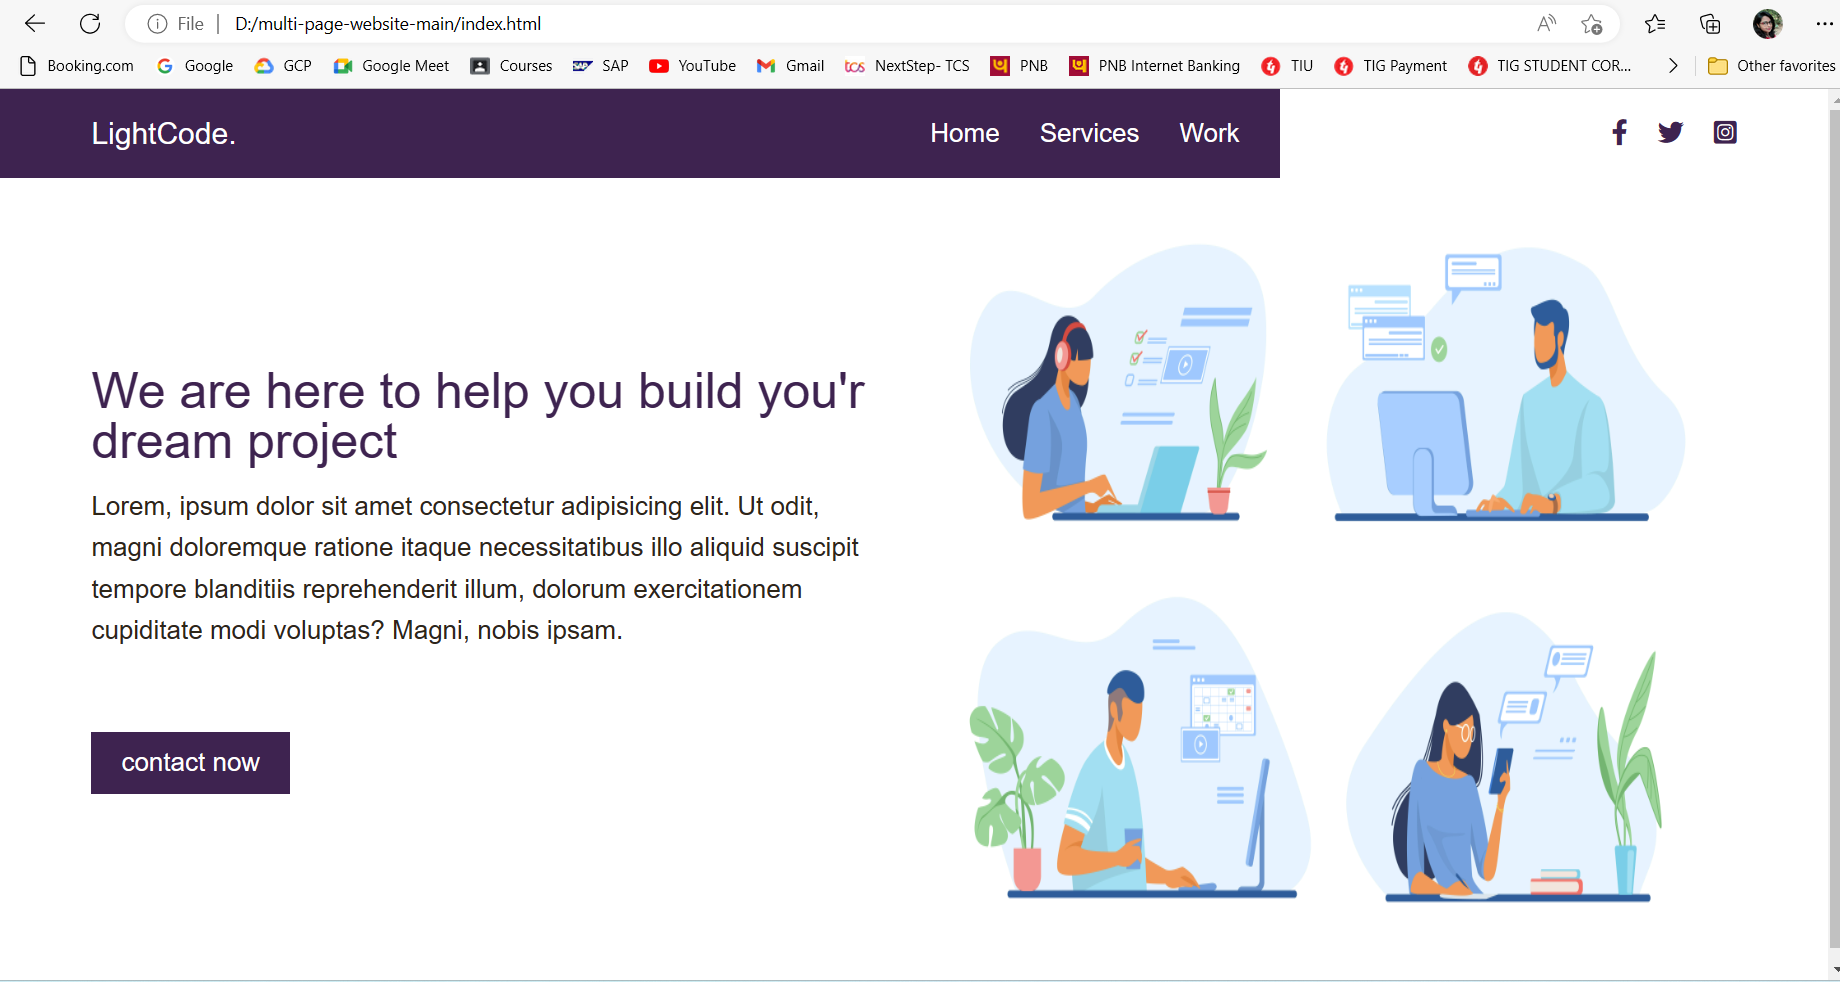 File | D:/multi-page-website-main/index.html
Booking.com Google GCP Google Meet Courses SAP YouTube Gmail tcs NextStep- TCS PNB PNB Internet Banking TIU TIG Payment TIG STUDENT COR... Other favorites
LightCode. Home Services Work
We are here to help you build you'r
dream project
Lorem, ipsum dolor sit amet consectetur adipisicing elit. Ut odit,
magni doloremque ratione itaque necessitatibus illo aliquid suscipit
tempore blanditiis reprehenderit illum, dolorum exercitationem
cupiditate modi voluptas? Magni, nobis ipsam.
contact now